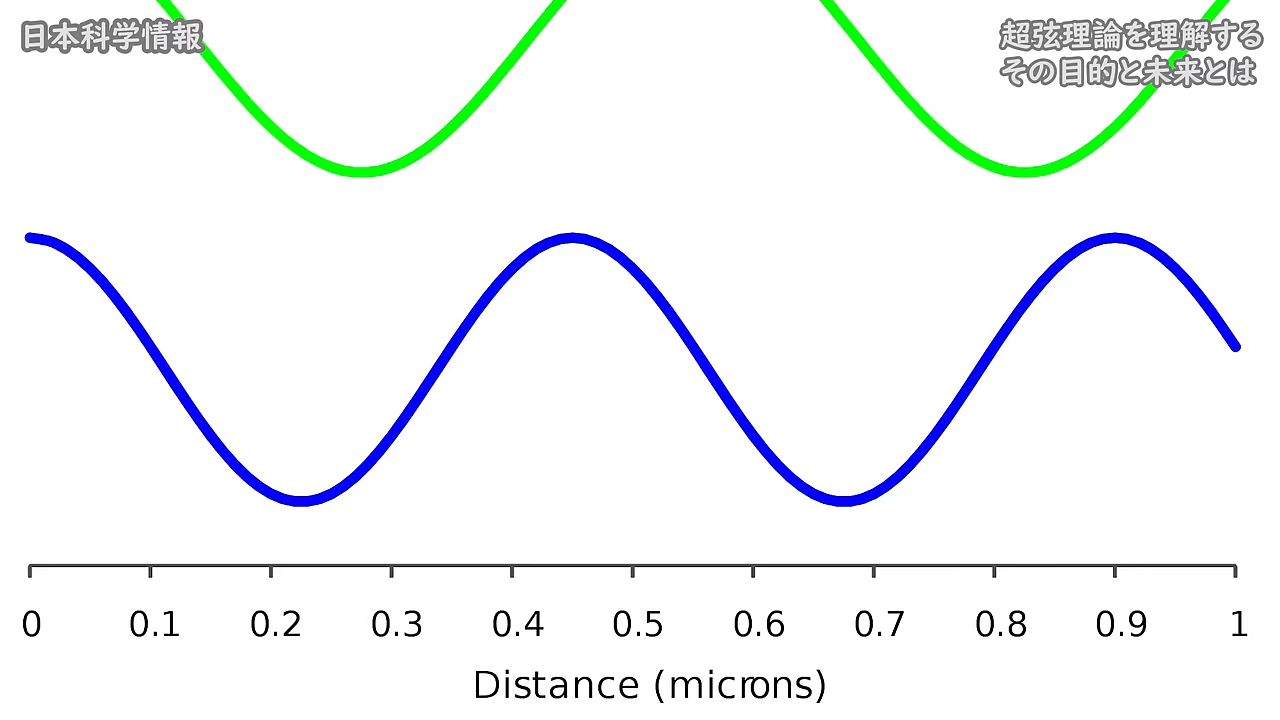 日本科学情報
超弦理論を理解する
その目的と未来とは
0 0.1 0.2 0.3 0.4 0.5 0.6 0.7 0.8 0.9 1
Distance (microns)